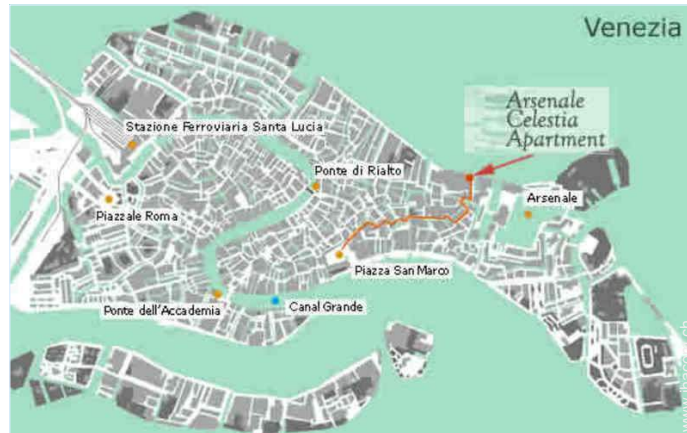 Venezia
Arsenale
Celestia
Apartment
Stazione Ferroviaria Santa Lucia
Ponte di Rialto
Arsenale
Piazzale Roma
Piazza San Marco
Ponte dell'Accademia
Canal Grande